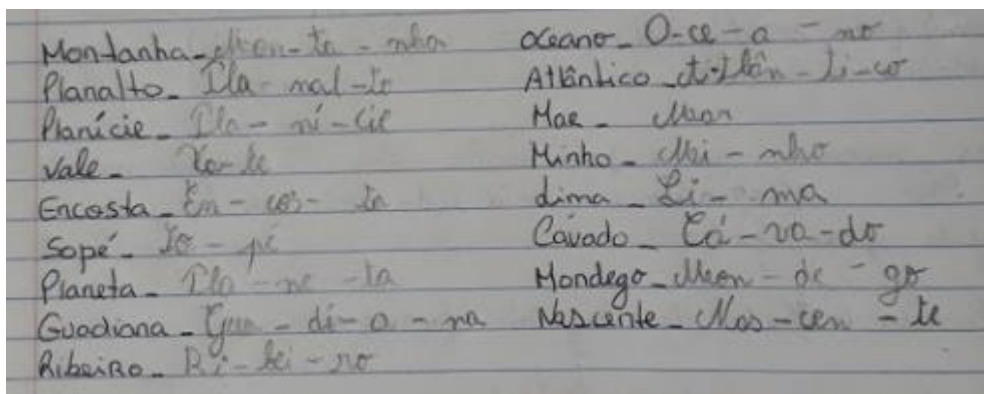 Montanha - Mon - ta - nha
Planalto - Pla - nal - to
Planície - Pla - ní - cie
Vale - Va - le
Encosta - En - cos - ta
Sopé - So - pé
Planeta - Pla - ne - ta
Guadiana - Gua - di - a - na
Ribeiro - Ri - bei - ro
Oceano - O - ce - a - no
Atlântico - A - tlân - ti - co
Mar - Mar
Minho - Mi - nho
Lima - Li - ma
Cávado - Cá - va - do
Mondego - Mon - de - go
Nascente - Nas - cen - te